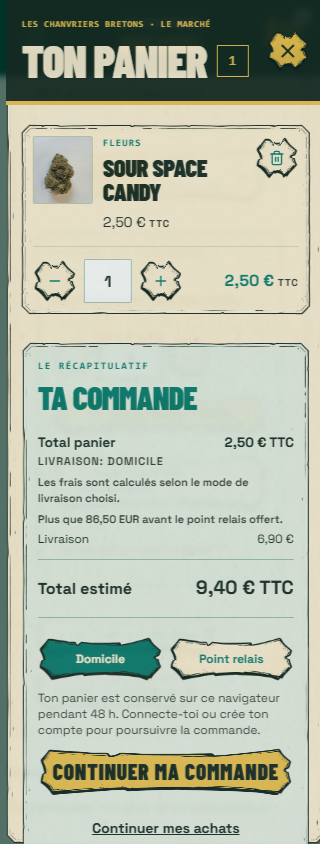 LES CHANVRIERS BRETONS · LE MARCHÉ
TON PANIER 1
FLEURS
SOUR SPACE
CANDY
2,50 € TTC
− 1 + 2,50 € TTC
LE RÉCAPITULATIF
TA COMMANDE
Total panier 2,50 € TTC
LIVRAISON: DOMICILE
Les frais sont calculés selon le mode de
livraison choisi.
Plus que 86,50 EUR avant le point relais offert.
Livraison 6,90 €
Total estimé 9,40 € TTC
Domicile Point relais
Ton panier est conservé sur ce navigateur
pendant 48 h. Connecte-toi ou crée ton
compte pour poursuivre la commande.
CONTINUER MA COMMANDE
Continuer mes achats